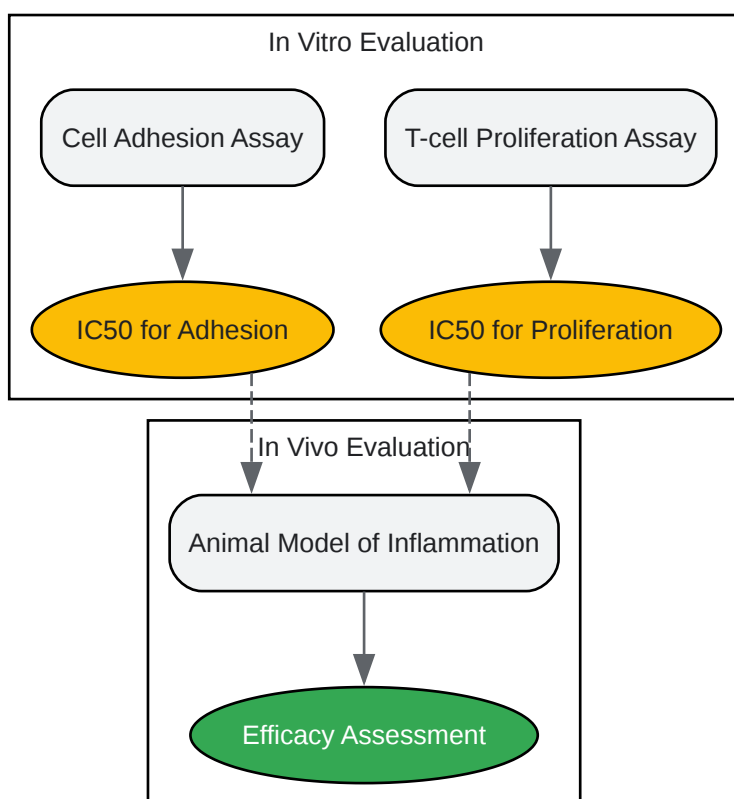 In Vitro Evaluation
Cell Adhesion Assay
T-cell Proliferation Assay
IC50 for Adhesion
IC50 for Proliferation
In Vivo Evaluation
Animal Model of Inflammation
Efficacy Assessment